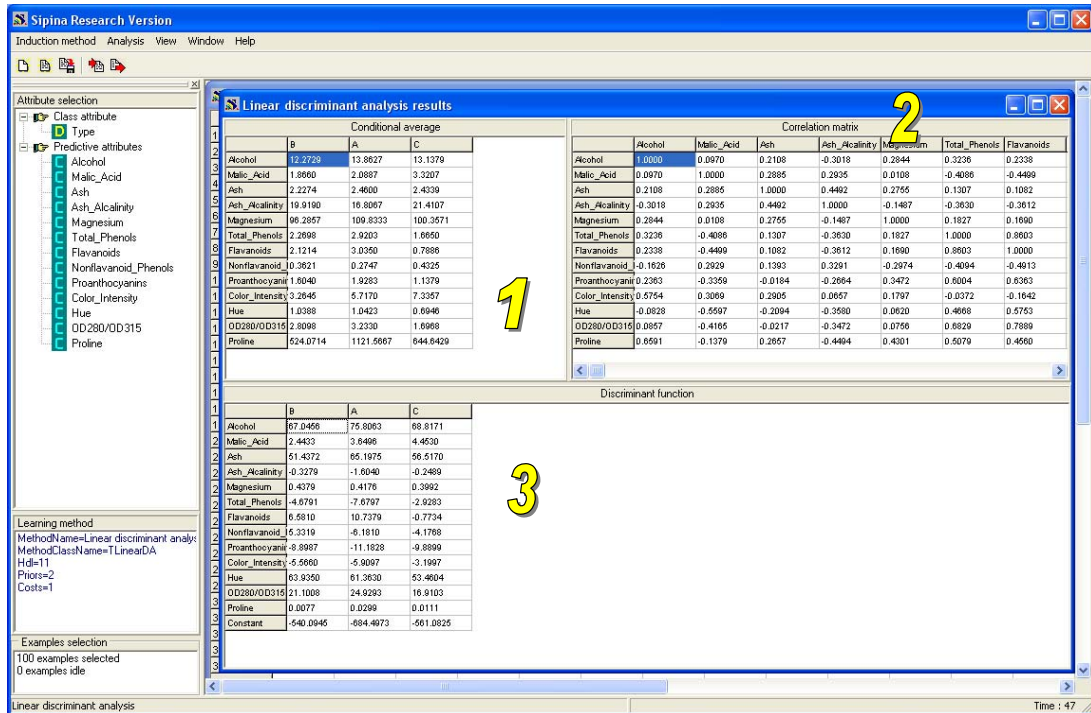 Sipina Research Version
Induction method Analysis View Window Help
Attribute selection
Class attribute
D Type
Predictive attributes
C Alcohol
C Malic_Acid
C Ash
C Ash_Alcalinity
C Magnesium
C Total_Phenols
C Flavanoids
C Nonflavanoid_Phenols
C Proanthocyanins
C Color_Intensity
C Hue
C OD280/OD315
C Proline
Learning method
MethodName=Linear discriminant analys
MethodClassName=TLinearDA
Hdl=11
Priors=2
Costs=1
Examples selection
100 examples selected
0 examples idle
Linear discriminant analysis results
Conditional average
B A C
Alcohol 12.2729 13.8627 13.1379
Malic_Acid 1.8660 2.0887 3.3207
Ash 2.2274 2.4600 2.4339
Ash_Alcalinity 19.9190 16.8067 21.4107
Magnesium 96.2857 109.8333 100.3571
Total_Phenols 2.2698 2.9203 1.6650
Flavanoids 2.1214 3.0350 0.7886
Nonflavanoid_ 0.3621 0.2747 0.4325
Proanthocyanir 1.6040 1.9283 1.1379
Color_Intensity 3.2645 5.7170 7.3357
Hue 1.0388 1.0423 0.6946
OD280/OD315 2.8098 3.2330 1.6968
Proline 524.0714 1121.5667 644.6429
1
Correlation matrix
2
Alcohol Malic_Acid Ash Ash_Alcalinity Magnesium Total_Phenols Flavanoids
Alcohol 1.0000 0.0970 0.2108 -0.3018 0.2844 0.3236 0.2338
Malic_Acid 0.0970 1.0000 0.2885 0.2935 0.0108 -0.4086 -0.4499
Ash 0.2108 0.2885 1.0000 0.4492 0.2755 0.1307 0.1082
Ash_Alcalinity -0.3018 0.2935 0.4492 1.0000 -0.1487 -0.3630 -0.3612
Magnesium 0.2844 0.0108 0.2755 -0.1487 1.0000 0.1827 0.1690
Total_Phenols 0.3236 -0.4086 0.1307 -0.3630 0.1827 1.0000 0.8603
Flavanoids 0.2338 -0.4499 0.1082 -0.3612 0.1690 0.8603 1.0000
Nonflavanoid_ -0.1626 0.2929 0.1393 0.3291 -0.2974 -0.4094 -0.4913
Proanthocyanir 0.2363 -0.3359 -0.0184 -0.2664 0.3472 0.6004 0.6363
Color_Intensity 0.5754 0.3069 0.2905 0.0657 0.1797 -0.0372 -0.1642
Hue -0.0828 -0.5597 -0.2094 -0.3580 0.0620 0.4668 0.5753
OD280/OD315 0.0857 -0.4165 -0.0217 -0.3472 0.0756 0.6829 0.7889
Proline 0.6591 -0.1379 0.2657 -0.4494 0.4301 0.5079 0.4560
Discriminant function
B A C
Alcohol 67.0456 75.8063 68.8171
Malic_Acid 2.4433 3.6496 4.4530
Ash 51.4372 65.1975 56.5170
Ash_Alcalinity -0.3279 -1.6040 -0.2489
Magnesium 0.4379 0.4176 0.3992
Total_Phenols -4.6791 -7.6797 -2.9283
Flavanoids 6.5810 10.7379 -0.7734
Nonflavanoid_ 5.3319 -6.1810 -4.1768
Proanthocyanir -8.8987 -11.1828 -9.8899
Color_Intensity -5.5660 -5.9097 -3.1997
Hue 63.9350 61.3630 53.4604
OD280/OD315 21.1008 24.9293 16.9103
Proline 0.0077 0.0299 0.0111
Constant -540.0945 -684.4973 -561.0825
3
Linear discriminant analysis
Time : 47